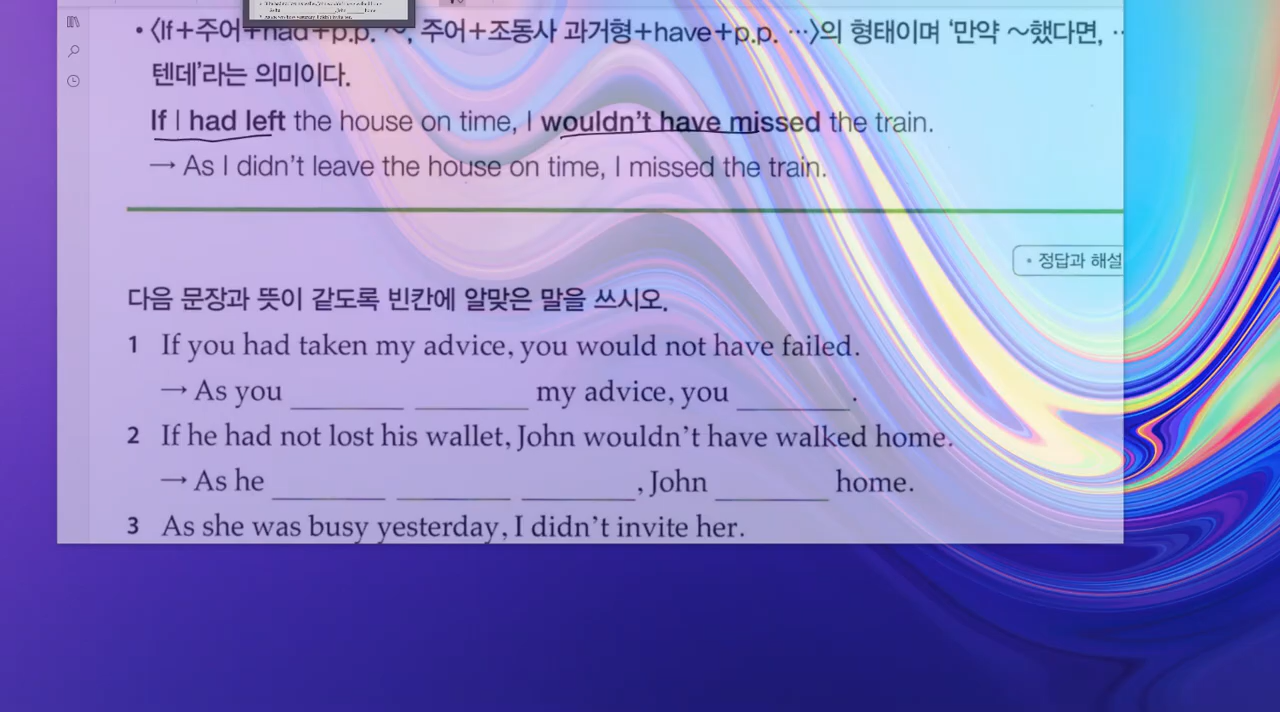 • 〈If+주어+had+p.p. ~, 주어+조동사 과거형+have+p.p. …〉의 형태이며 '만약 ~했다면, ··
텐데'라는 의미이다.
If I had left the house on time, I wouldn't have missed the train.
→ As I didn't leave the house on time, I missed the train.
• 정답과 해설
다음 문장과 뜻이 같도록 빈칸에 알맞은 말을 쓰시오.
1 If you had taken my advice, you would not have failed.
→ As you ________ ________ my advice, you ________.
2 If he had not lost his wallet, John wouldn't have walked home.
→ As he ________ ________ ________, John ________ home.
3 As she was busy yesterday, I didn't invite her.